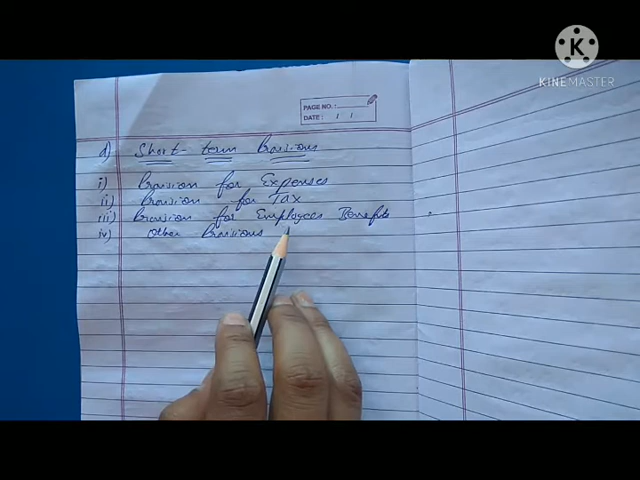 K
KINEMASTER
PAGE NO.:
DATE: / /
d) Short-term Provisions
i) Provision for Expenses
ii) Provision for Tax
iii) Provision for Employees Benefits
iv) Other Provisions